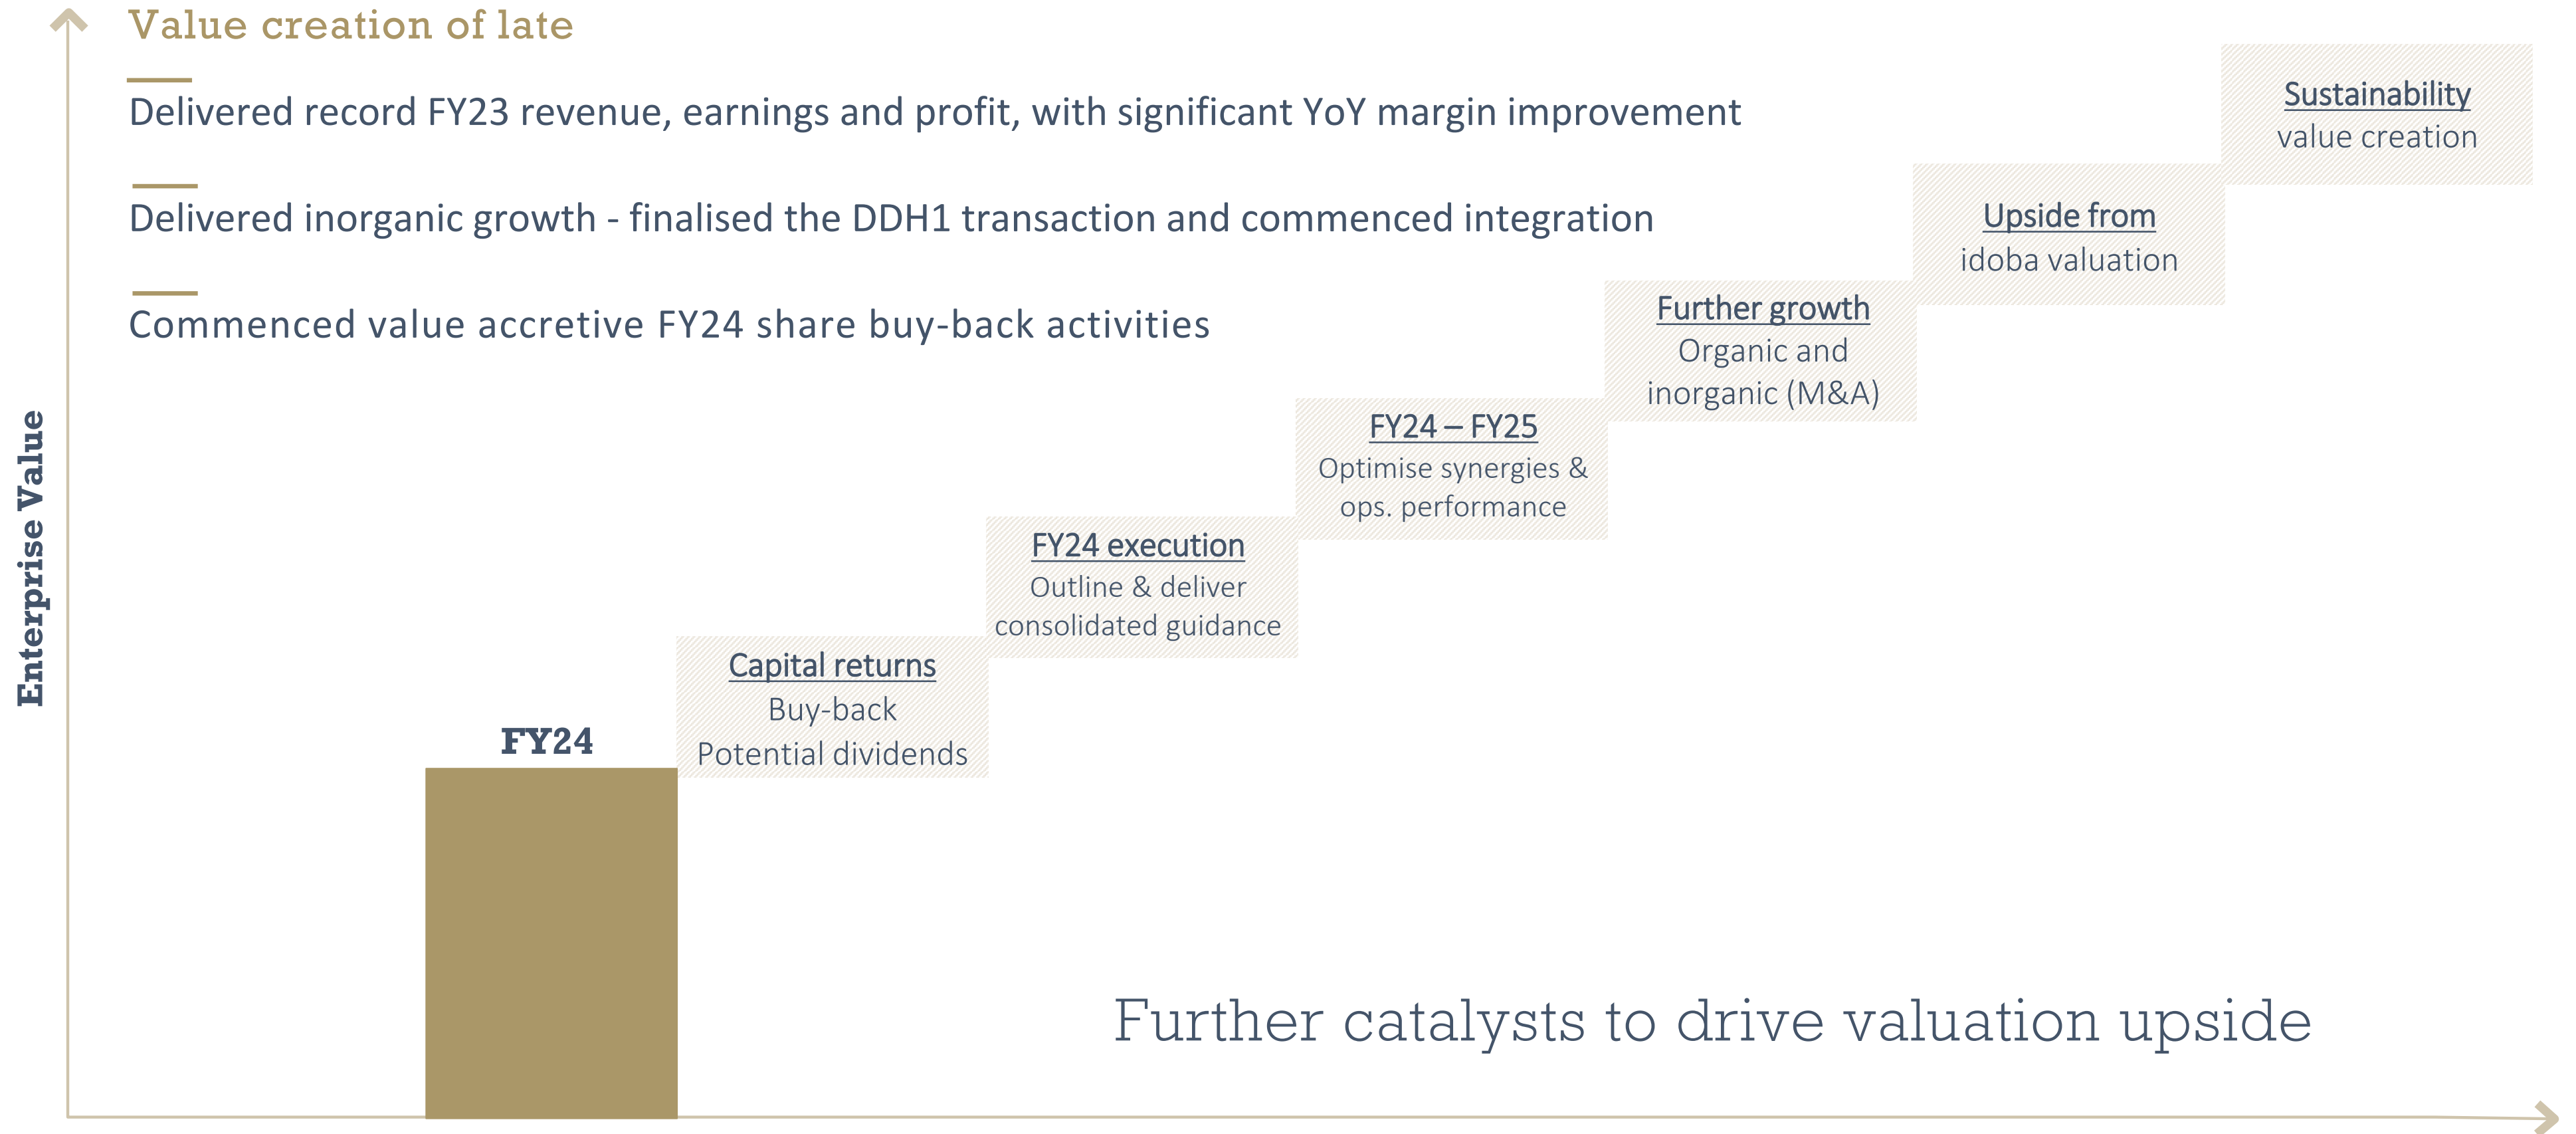 Value creation of late
Delivered record FY23 revenue, earnings and profit, with significant YoY margin improvement
Delivered inorganic growth - finalised the DDH1 transaction and commenced integration
Commenced value accretive FY24 share buy-back activities
Enterprise Value
FY24
Capital returns
Buy-back
Potential dividends
FY24 execution
Outline & deliver
consolidated guidance
FY24 – FY25
Optimise synergies &
ops. performance
Further growth
Organic and
inorganic (M&A)
Upside from
idoba valuation
Sustainability
value creation
Further catalysts to drive valuation upside